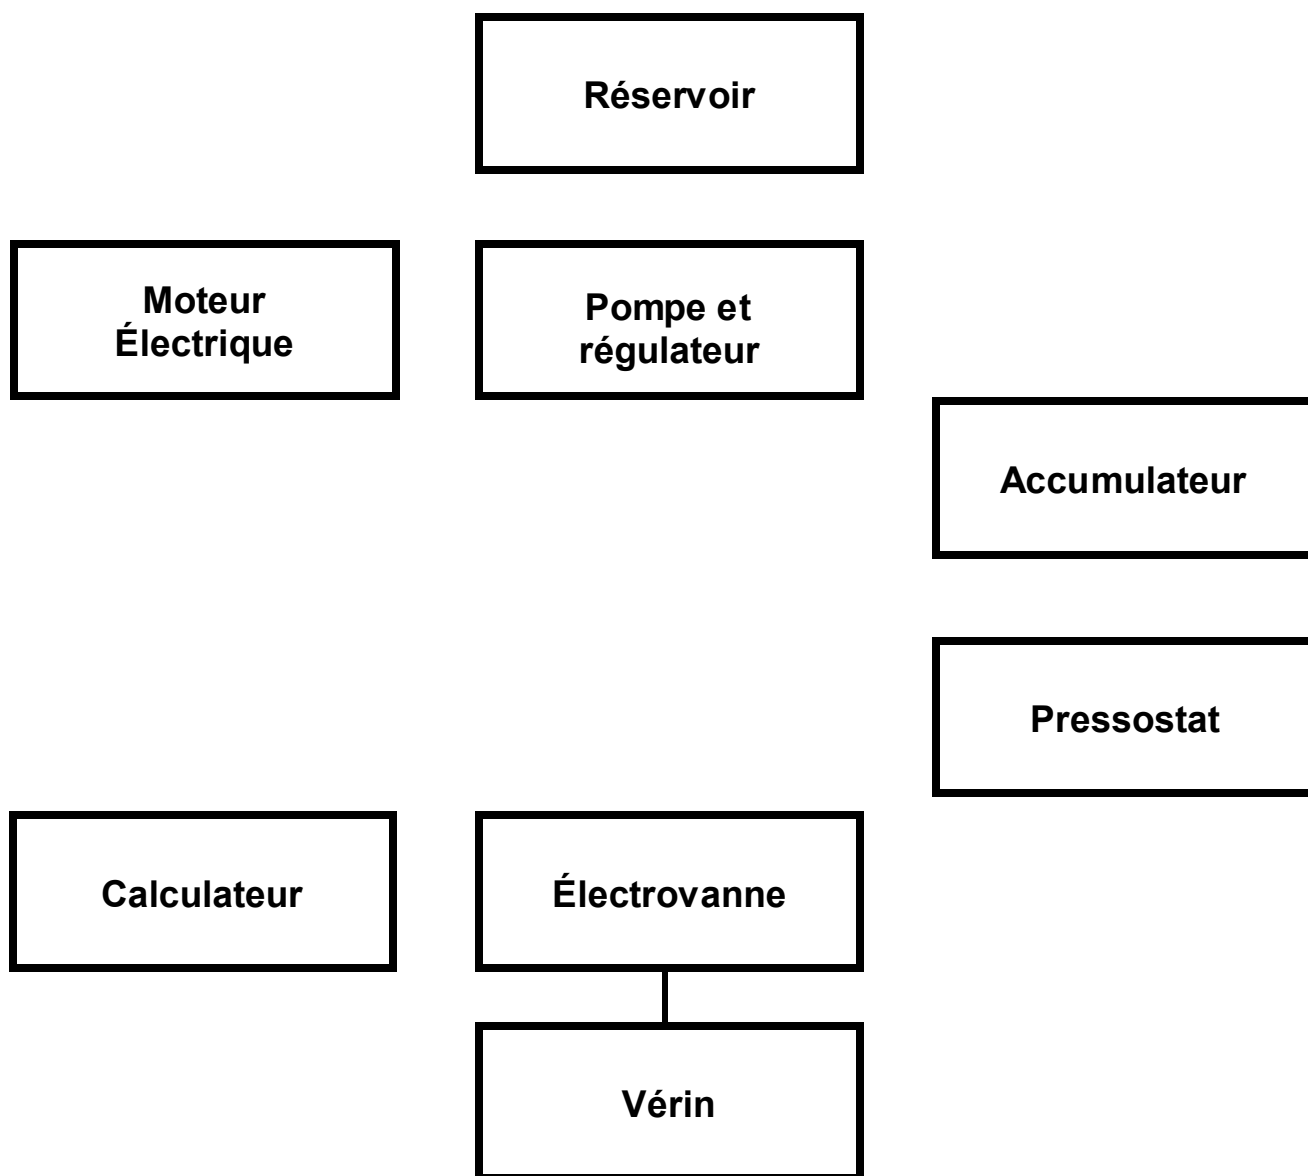 Réservoir
Moteur
Électrique
Pompe et
régulateur
Accumulateur
Pressostat
Calculateur
Électrovanne
Vérin